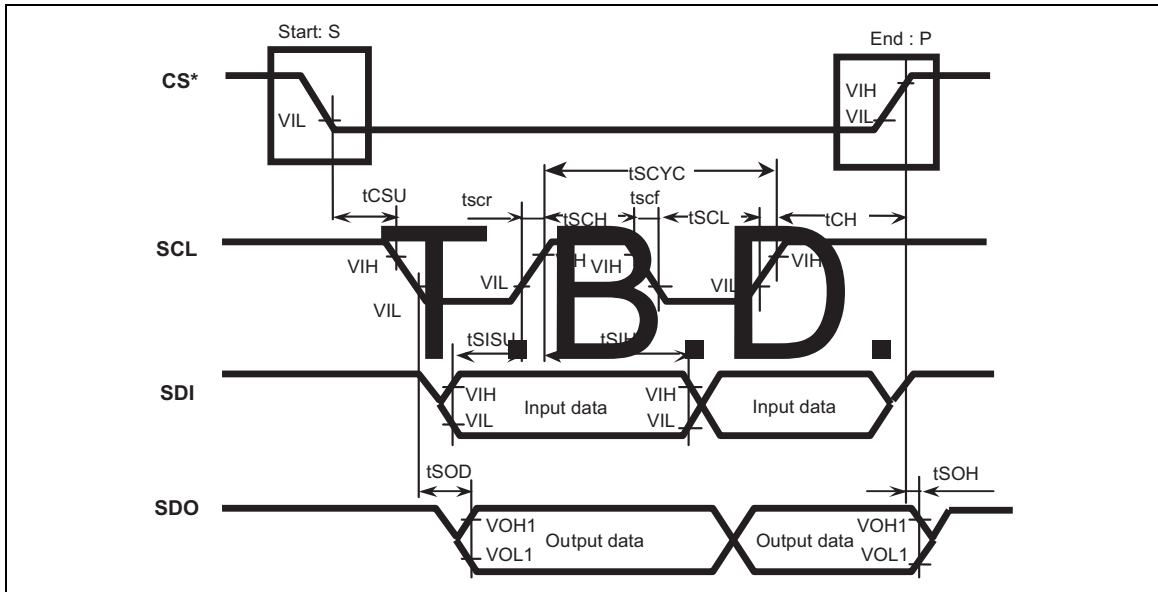 Start: S
End : P
CS*
VIL
VIH
VIL
tSCYC
tCSU
tscr
tSCH
tscf
tSCL
tCH
SCL
VIH
VIL
VIL
VIH
VIH
VIL
VIH
T.B.D.
tSISU
tSIH
SDI
VIH
VIL
Input data
VIH
VIL
Input data
tSOD
tSOH
SDO
VOH1
VOL1
Output data
Output data
VOH1
VOL1